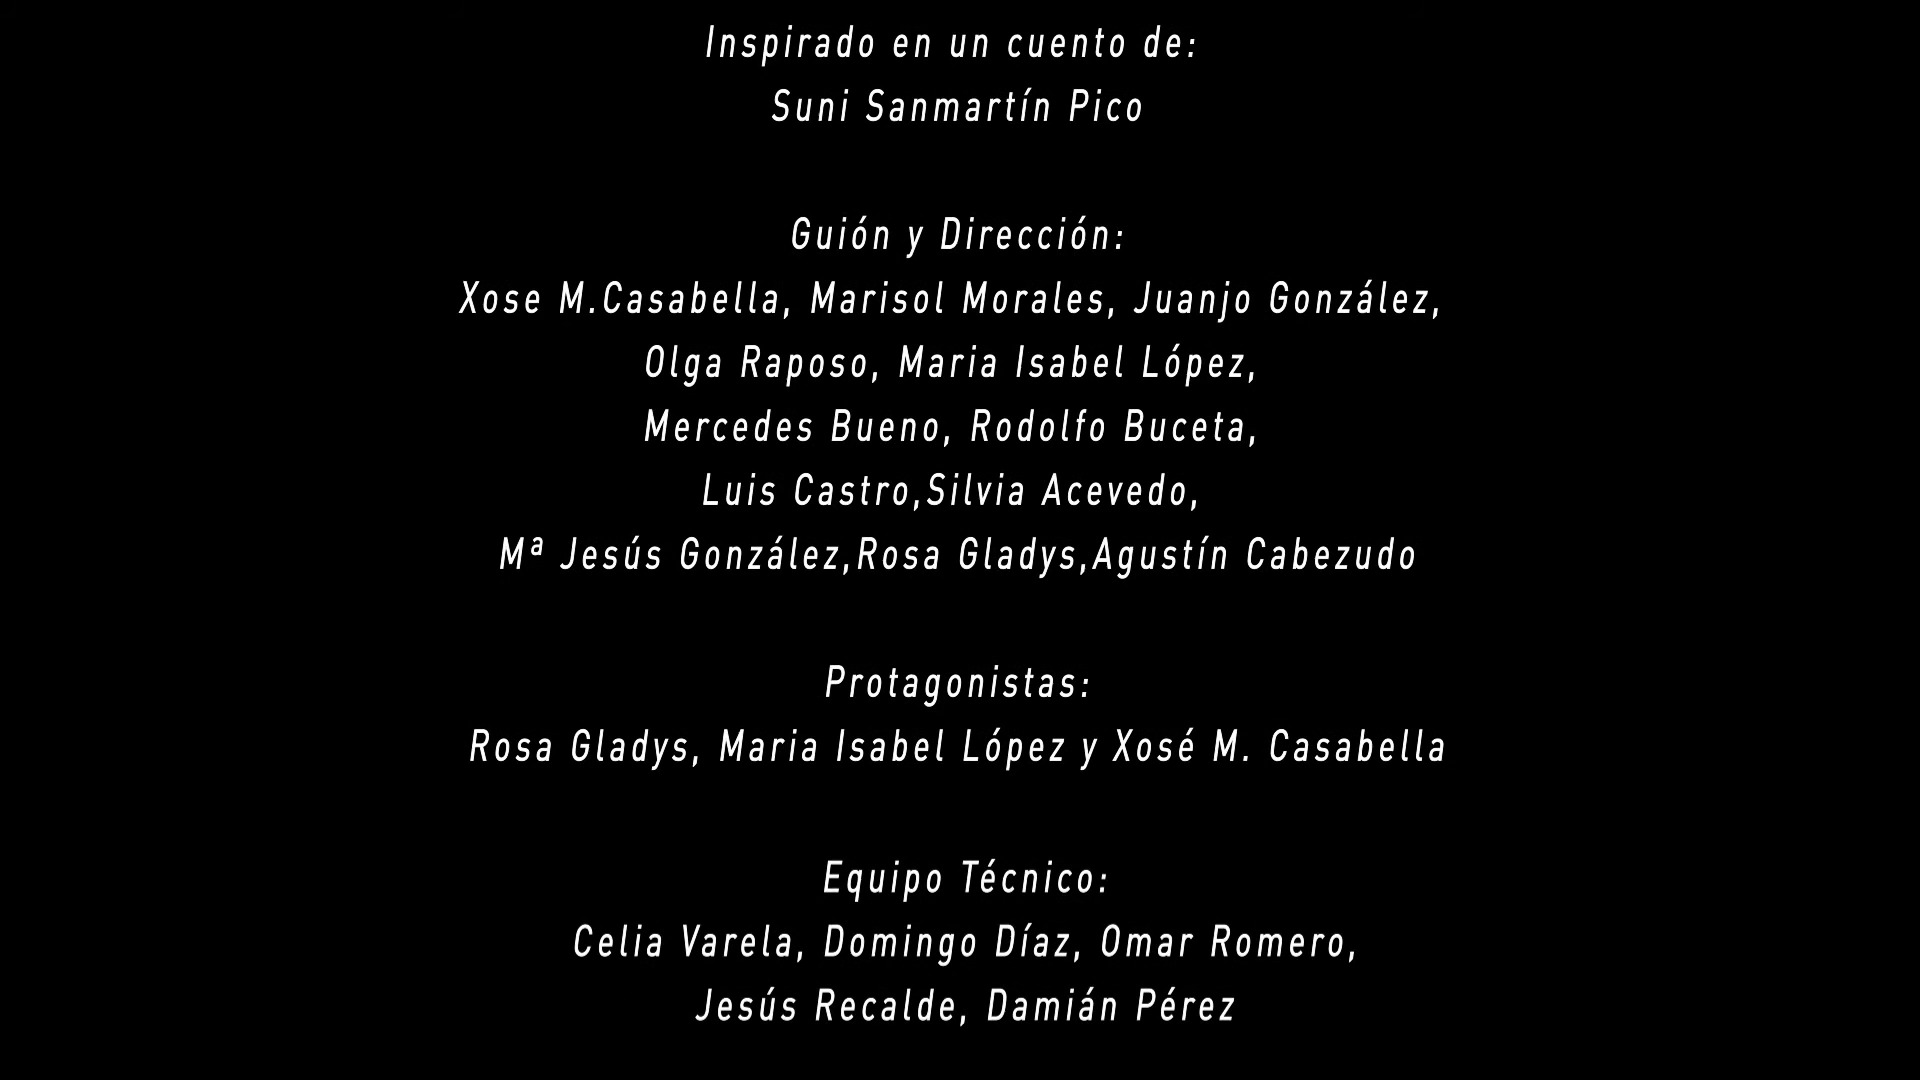 Inspirado en un cuento de:
Suni Sanmartín Pico
Guión y Dirección:
Xose M.Casabella, Marisol Morales, Juanjo González,
Olga Raposo, Maria Isabel López,
Mercedes Bueno, Rodolfo Buceta,
Luis Castro,Silvia Acevedo,
Mª Jesús González,Rosa Gladys,Agustín Cabezudo
Protagonistas:
Rosa Gladys, Maria Isabel López y Xosé M. Casabella
Equipo Técnico:
Celia Varela, Domingo Díaz, Omar Romero,
Jesús Recalde, Damián Pérez